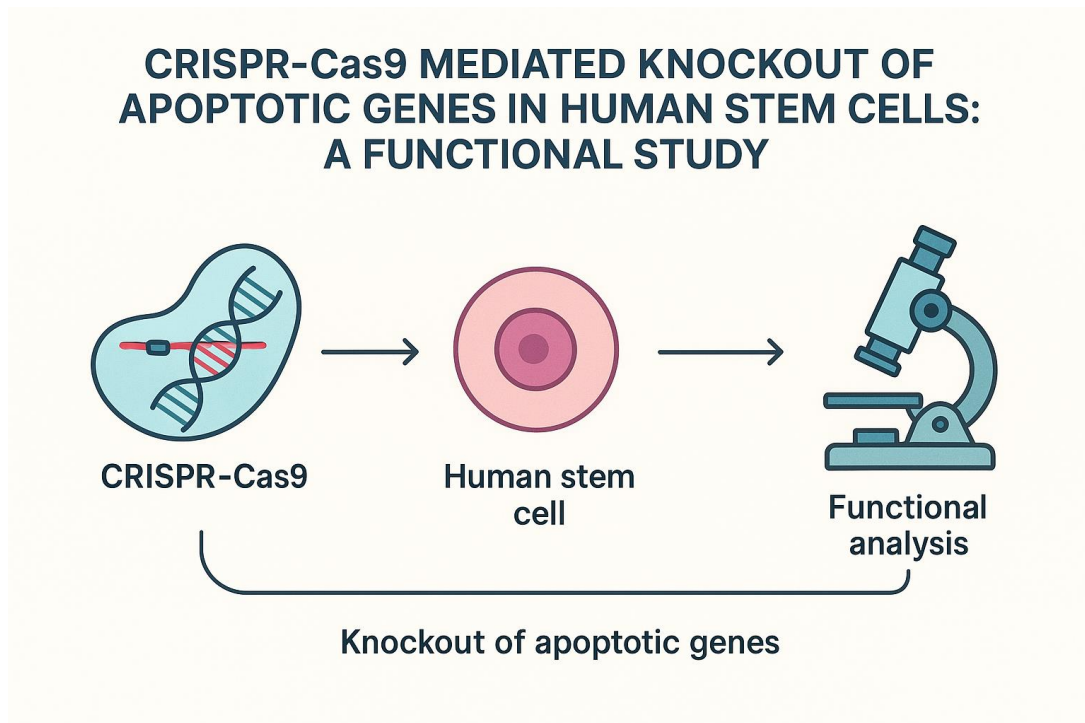 CRISPR-Cas9 MEDIATED KNOCKOUT OF
APOPTOTIC GENES IN HUMAN STEM CELLS:
A FUNCTIONAL STUDY
CRISPR-Cas9
Human stem
cell
Functional
analysis
Knockout of apoptotic genes